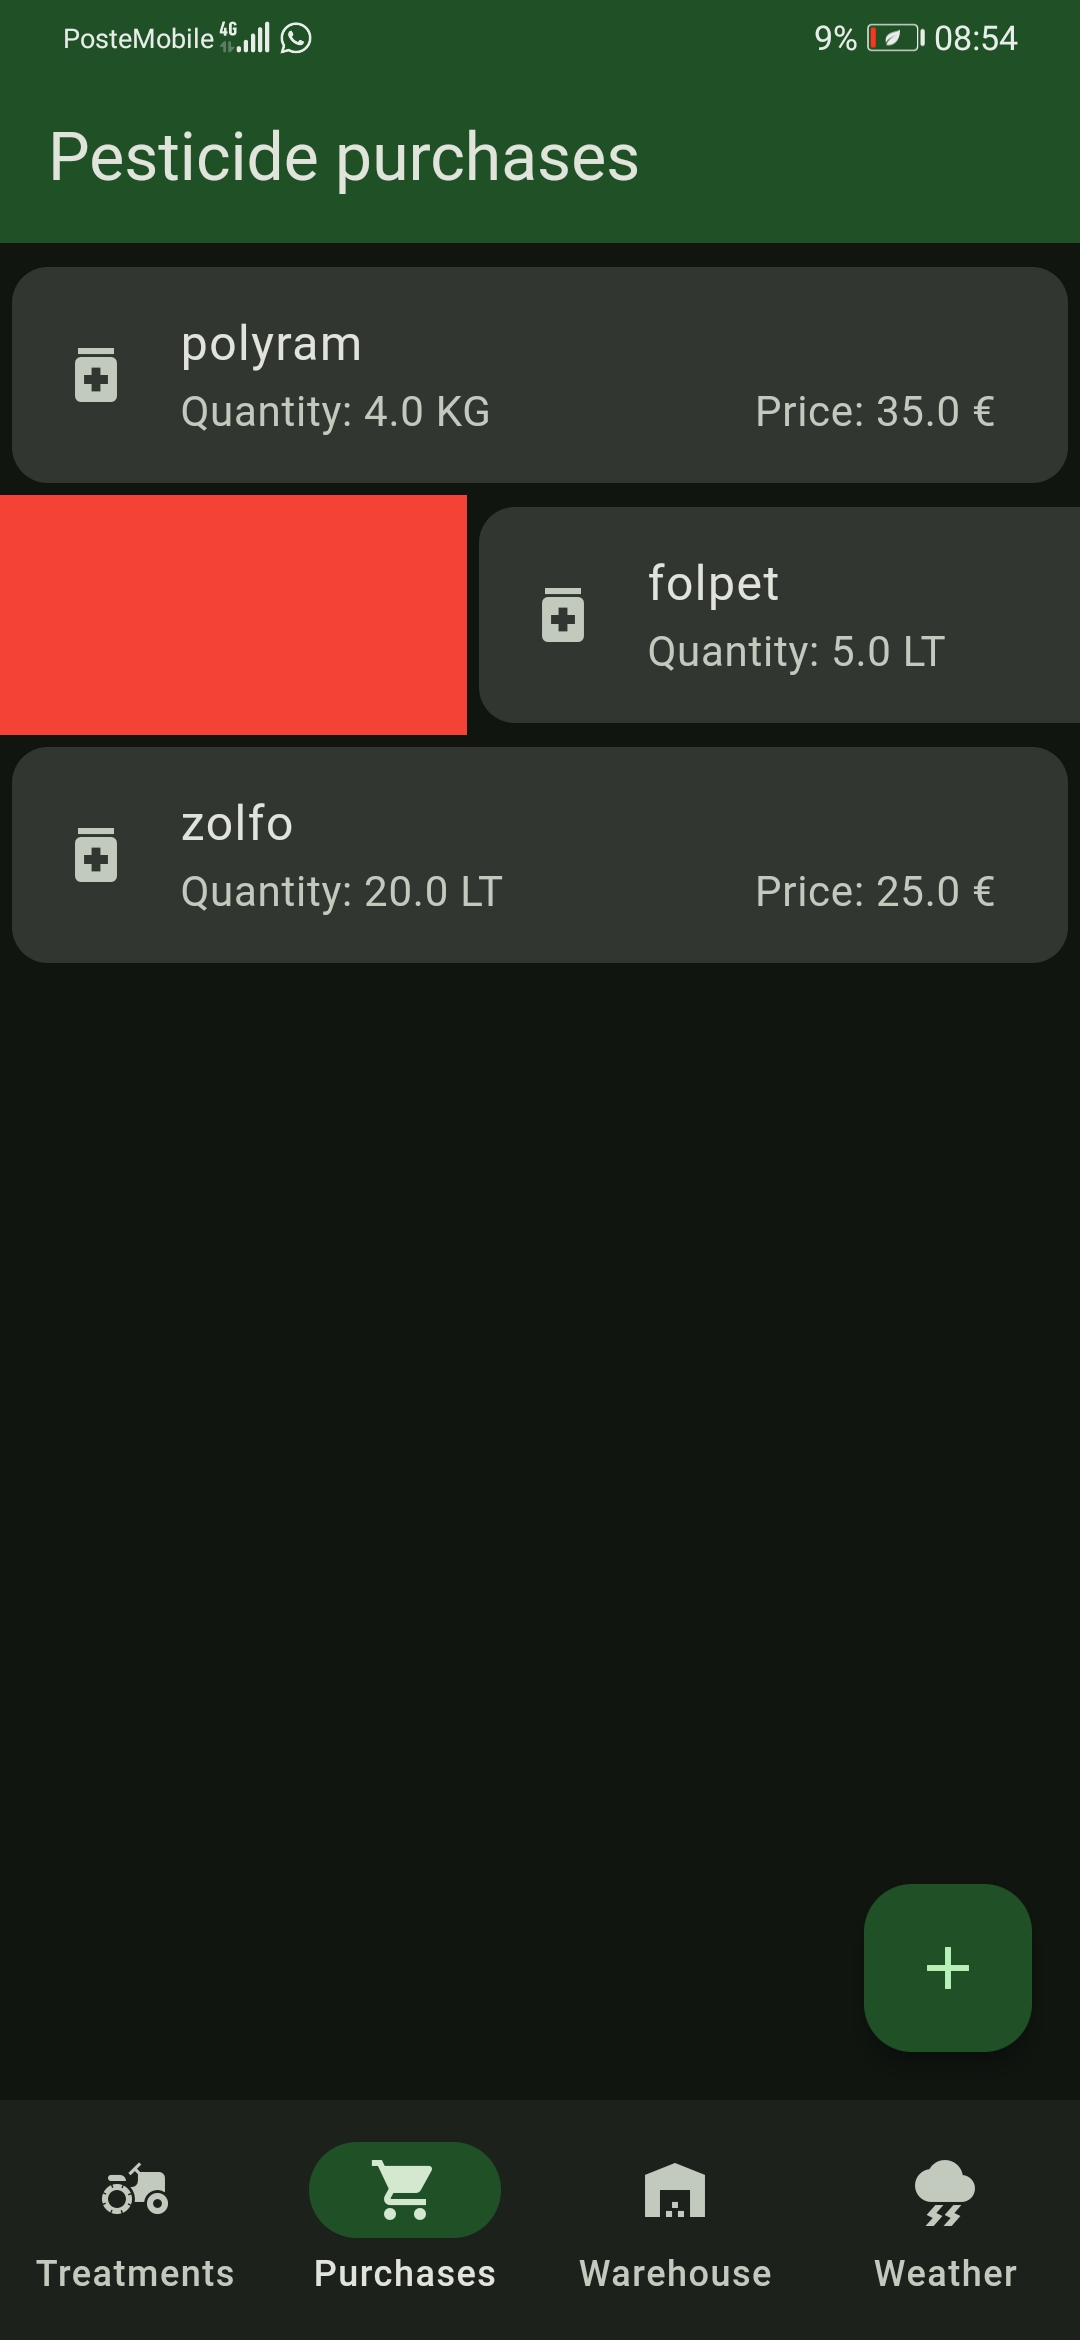 PosteMobile 4G 9% 08:54
Pesticide purchases
polyram
Quantity: 4.0 KG Price: 35.0 €
folpet
Quantity: 5.0 LT
zolfo
Quantity: 20.0 LT Price: 25.0 €
Treatments Purchases Warehouse Weather